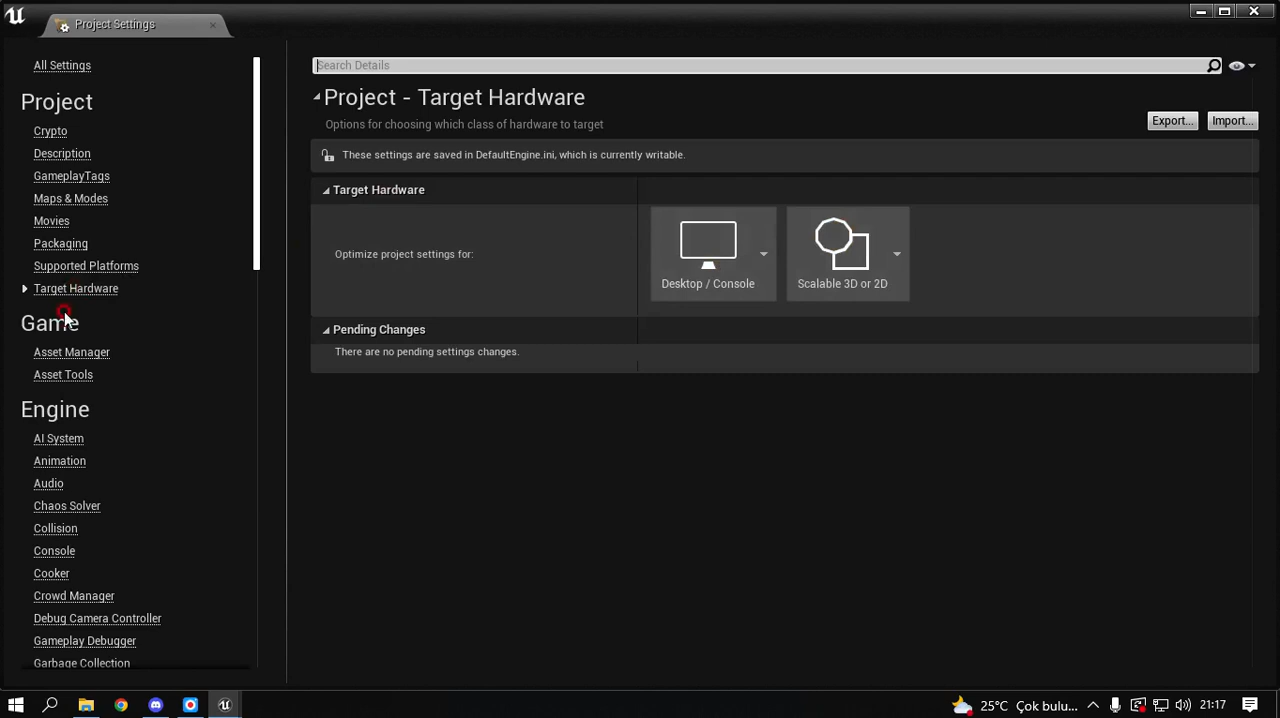 Project Settings
All Settings
Project
Crypto
Description
GameplayTags
Maps & Modes
Movies
Packaging
Supported Platforms
Target Hardware
Game
Asset Manager
Asset Tools
Engine
AI System
Animation
Audio
Chaos Solver
Collision
Console
Cooker
Crowd Manager
Debug Camera Controller
Gameplay Debugger
Garbage Collection
Search Details
Project - Target Hardware
Options for choosing which class of hardware to target
Export...
Import...
These settings are saved in DefaultEngine.ini, which is currently writable.
Target Hardware
Optimize project settings for:
Desktop / Console
Scalable 3D or 2D
Pending Changes
There are no pending settings changes.
25°C Çok bulu...
21:17